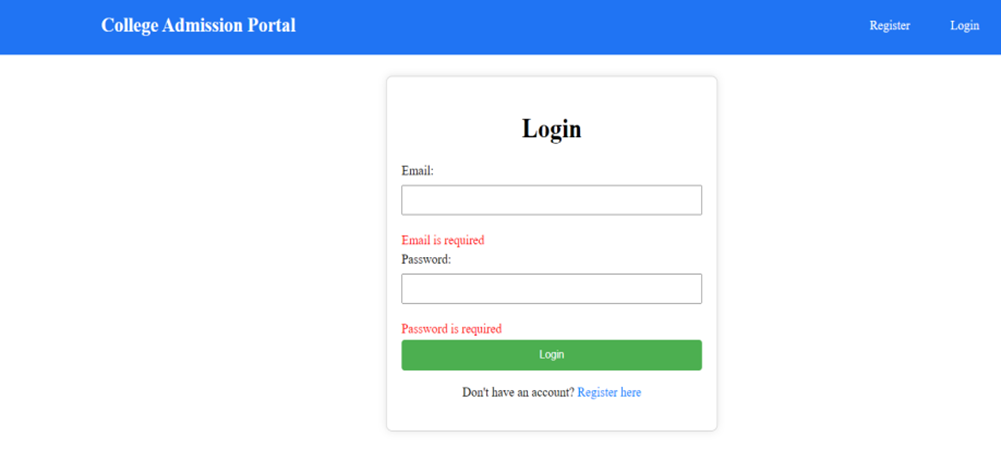 College Admission Portal Register Login
Login
Email:
Email is required
Password:
Password is required
Login
Don't have an account? Register here